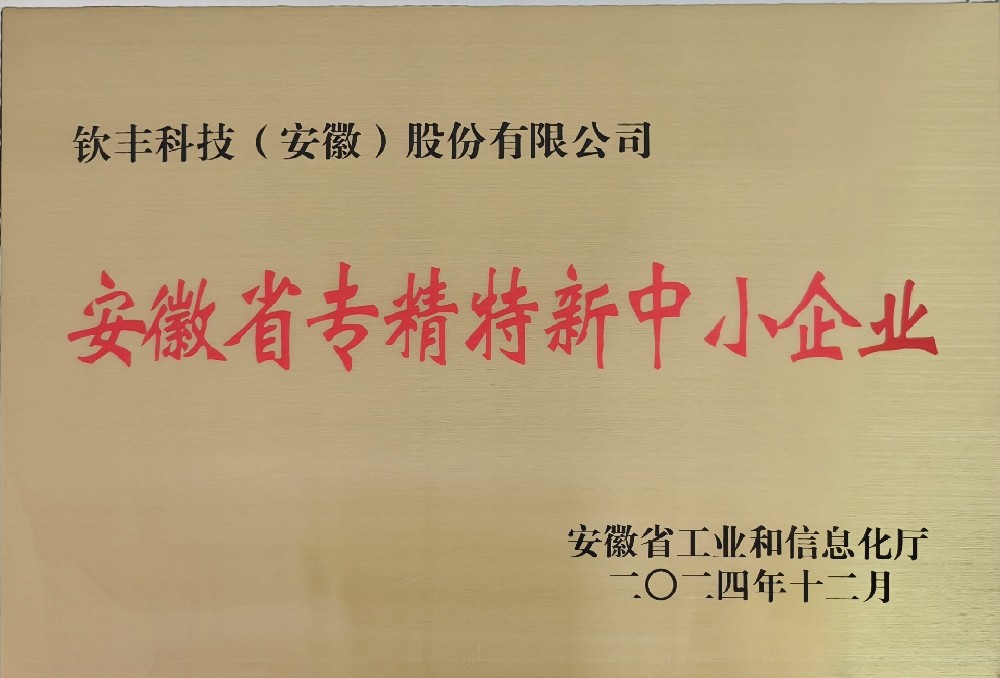 钦丰科技（安徽）股份有限公司
安徽省专精特新中小企业
安徽省工业和信息化厅
二〇二四年十二月